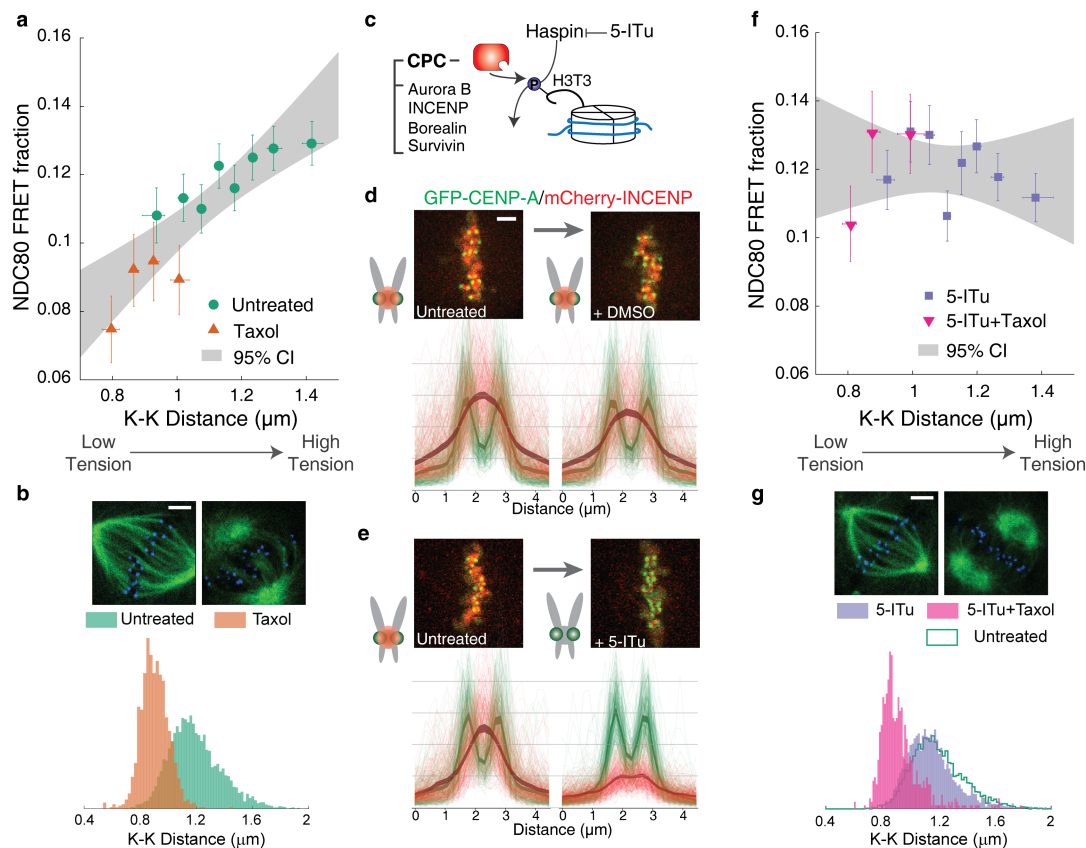 a
0.16
0.14
0.12
0.1
0.08
0.06
NDC80 FRET fraction
Untreated
Taxol
95% CI
0.8
1
1.2
1.4
K-K Distance (µm)
Low
Tension
High
Tension
b
Untreated
Taxol
0.4
0.8
1.2
1.6
2
K-K Distance (µm)
c
Haspin
5-ITu
CPC
P
H3T3
Aurora B
INCENP
Borealin
Survivin
d
GFP-CENP-A/mCherry-INCENP
Untreated
+ DMSO
0 1 2 3 4
0 1 2 3 4
Distance (µm)
e
Untreated
+ 5-ITu
0 1 2 3 4
0 1 2 3 4
Distance (µm)
f
0.16
0.14
0.12
0.1
0.08
0.06
NDC80 FRET fraction
5-ITu
5-ITu+Taxol
95% CI
0.8
1
1.2
1.4
K-K Distance (µm)
Low
Tension
High
Tension
g
5-ITu
5-ITu+Taxol
Untreated
0.4
0.8
1.2
1.6
2
K-K Distance (µm)